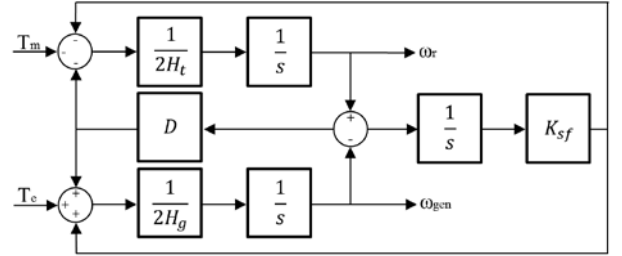 - 
Tm - 1/2Ht 1/s ωr
-
+
D 1/s Ksf
-
+
Te + 1/2Hg 1/s ωgen
+